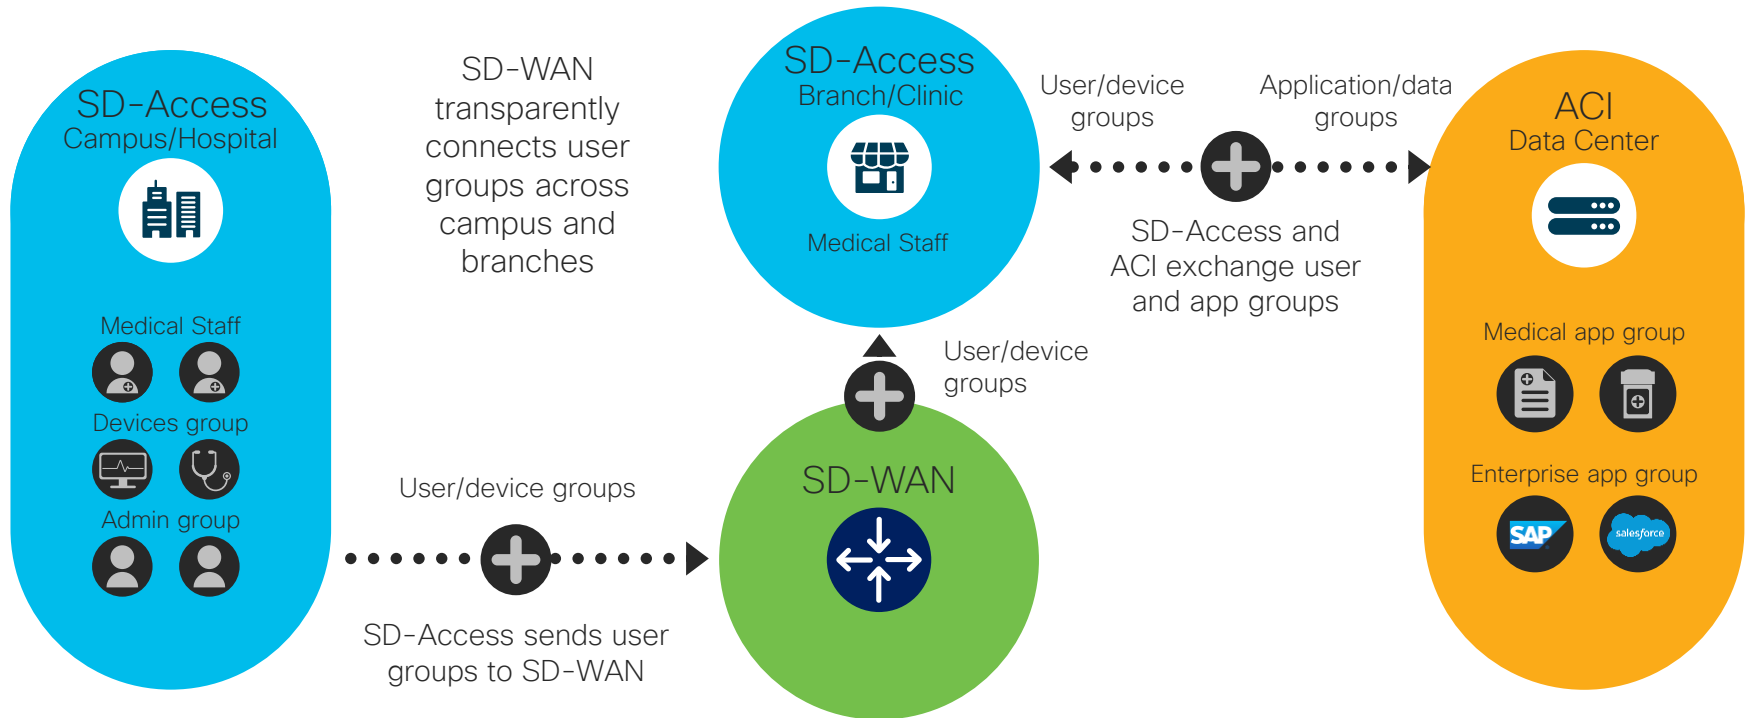 SD-Access
Campus/Hospital
Medical Staff
Devices group
Admin group
SD-WAN
transparently
connects user
groups across
campus and
branches
User/device groups
SD-Access sends user
groups to SD-WAN
SD-Access
Branch/Clinic
Medical Staff
User/device
groups
SD-WAN
User/device
groups
Application/data
groups
SD-Access and
ACI exchange user
and app groups
ACI
Data Center
Medical app group
Enterprise app group
SAP
salesforce